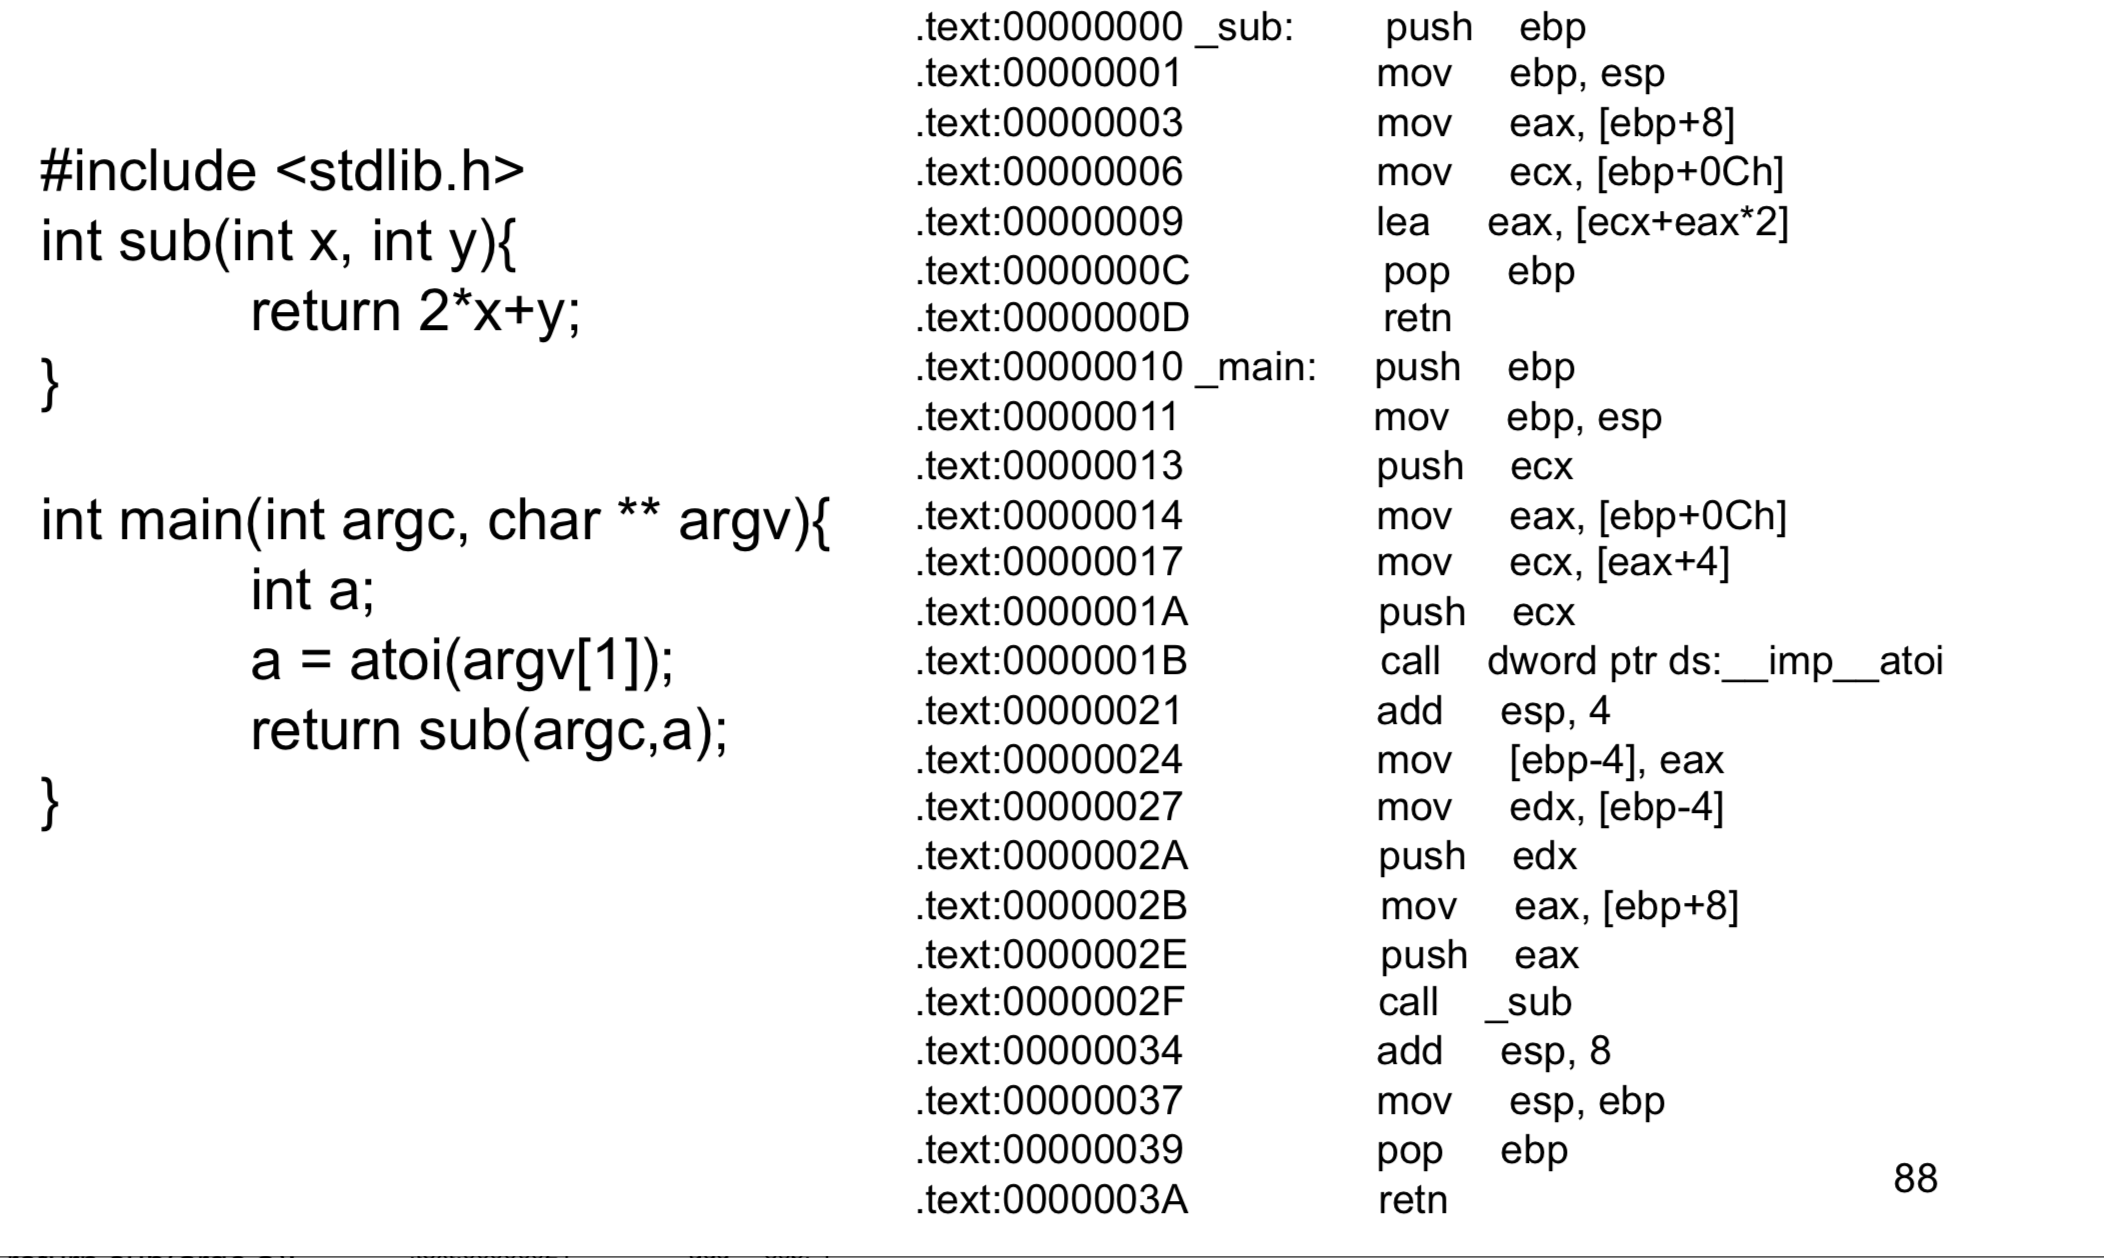 #include <stdlib.h>
int sub(int x, int y){
return 2*x+y;
}
int main(int argc, char ** argv){
int a;
a = atoi(argv[1]);
return sub(argc,a);
}
.text:00000000 _sub: push ebp
.text:00000001 mov ebp, esp
.text:00000003 mov eax, [ebp+8]
.text:00000006 mov ecx, [ebp+0Ch]
.text:00000009 lea eax, [ecx+eax*2]
.text:0000000C pop ebp
.text:0000000D retn
.text:00000010 _main: push ebp
.text:00000011 mov ebp, esp
.text:00000013 push ecx
.text:00000014 mov eax, [ebp+0Ch]
.text:00000017 mov ecx, [eax+4]
.text:0000001A push ecx
.text:0000001B call dword ptr ds:__imp__atoi
.text:00000021 add esp, 4
.text:00000024 mov [ebp-4], eax
.text:00000027 mov edx, [ebp-4]
.text:0000002A push edx
.text:0000002B mov eax, [ebp+8]
.text:0000002E push eax
.text:0000002F call _sub
.text:00000034 add esp, 8
.text:00000037 mov esp, ebp
.text:00000039 pop ebp
.text:0000003A retn
88